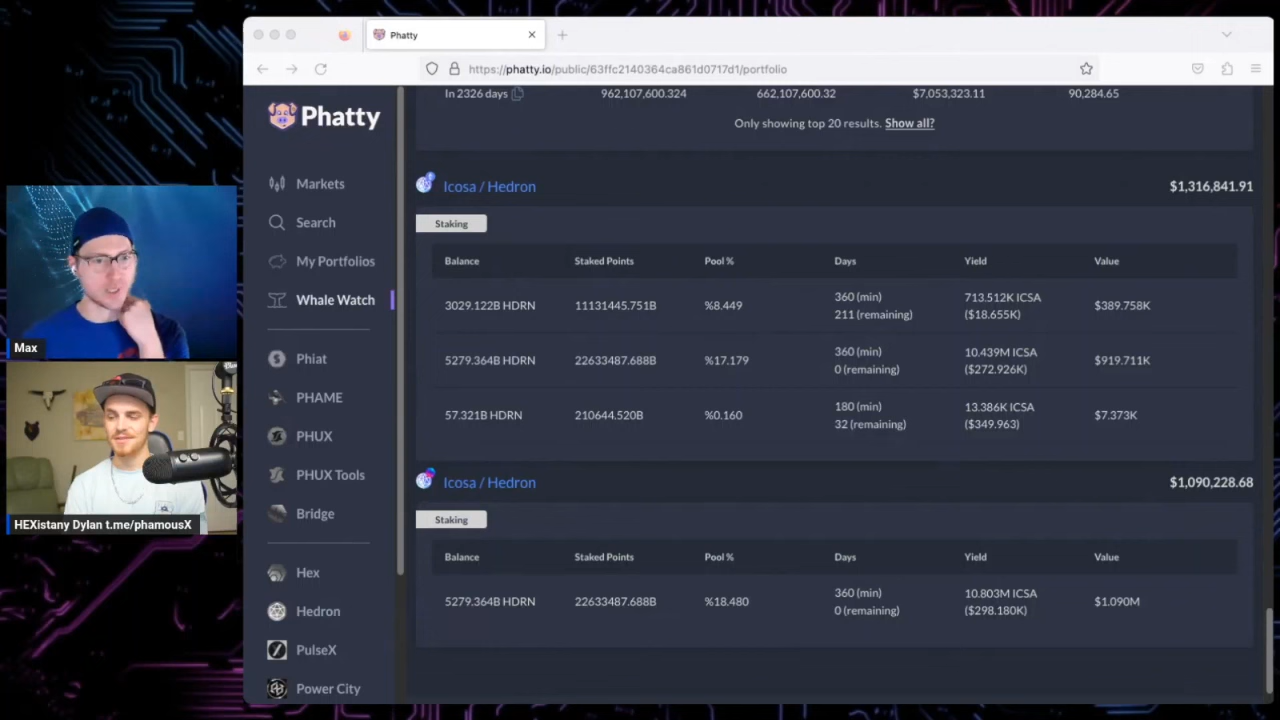 Phatty
https://phatty.io/public/63ffc2140364ca861d0717d1/portfolio
Phatty
Markets
Search
My Portfolios
Whale Watch
Phiat
PHAME
PHUX
PHUX Tools
Bridge
Hex
Hedron
PulseX
Power City
In 2326 days 962,107,600.324 662,107,600.32 $7,053,323.11 90,284.65
Only showing top 20 results. Show all?
Icosa / Hedron $1,316,841.91
Staking
Balance Staked Points Pool % Days Yield Value
3029.122B HDRN 11131445.751B %8.449 360 (min) 713.512K ICSA $389.758K
211 (remaining) ($18.655K)
5279.364B HDRN 22633487.688B %17.179 360 (min) 10.439M ICSA $919.711K
0 (remaining) ($272.926K)
57.321B HDRN 210644.520B %0.160 180 (min) 13.386K ICSA $7.373K
32 (remaining) ($349.963)
Icosa / Hedron $1,090,228.68
Staking
Balance Staked Points Pool % Days Yield Value
5279.364B HDRN 22633487.688B %18.480 360 (min) 10.803M ICSA $1.090M
0 (remaining) ($298.180K)
Max
HEXistany Dylan t.me/phamousX